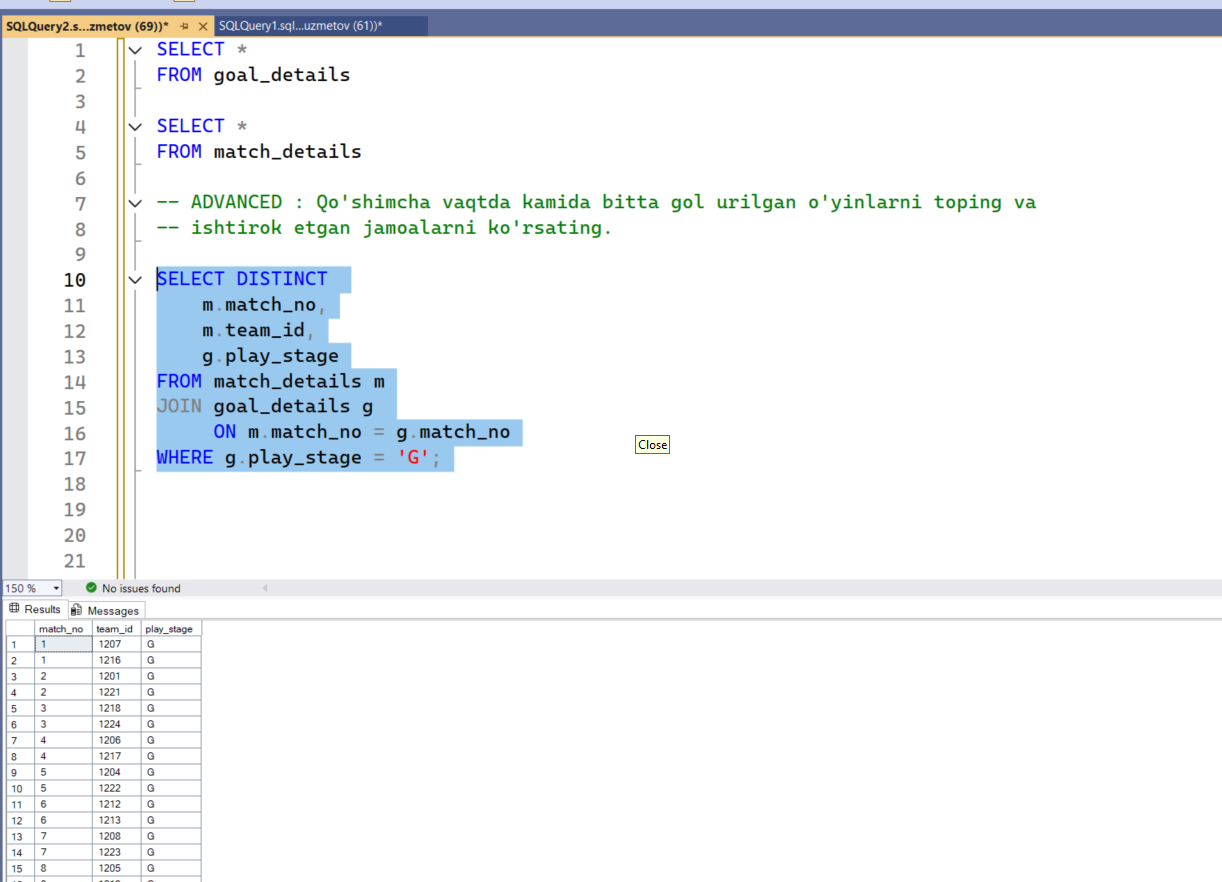 SQLQuery2.s...zmetov (69))* SQLQuery1.sql...uzmetov (61))*
1 SELECT *
2 FROM goal_details
3
4 SELECT *
5 FROM match_details
6
7 -- ADVANCED : Qo'shimcha vaqtda kamida bitta gol urilgan o'yinlarni toping va
8 -- ishtirok etgan jamoalarni ko'rsating.
9
10 SELECT DISTINCT
11 m.match_no,
12 m.team_id,
13 g.play_stage
14 FROM match_details m
15 JOIN goal_details g
16 ON m.match_no = g.match_no
17 WHERE g.play_stage = 'G';
18
19
20
21
Close
150 % No issues found
Results Messages
match_no team_id play_stage
1 1 1207 G
2 1 1216 G
3 2 1201 G
4 2 1221 G
5 3 1218 G
6 3 1224 G
7 4 1206 G
8 4 1217 G
9 5 1204 G
10 5 1222 G
11 6 1212 G
12 6 1213 G
13 7 1208 G
14 7 1223 G
15 8 1205 G